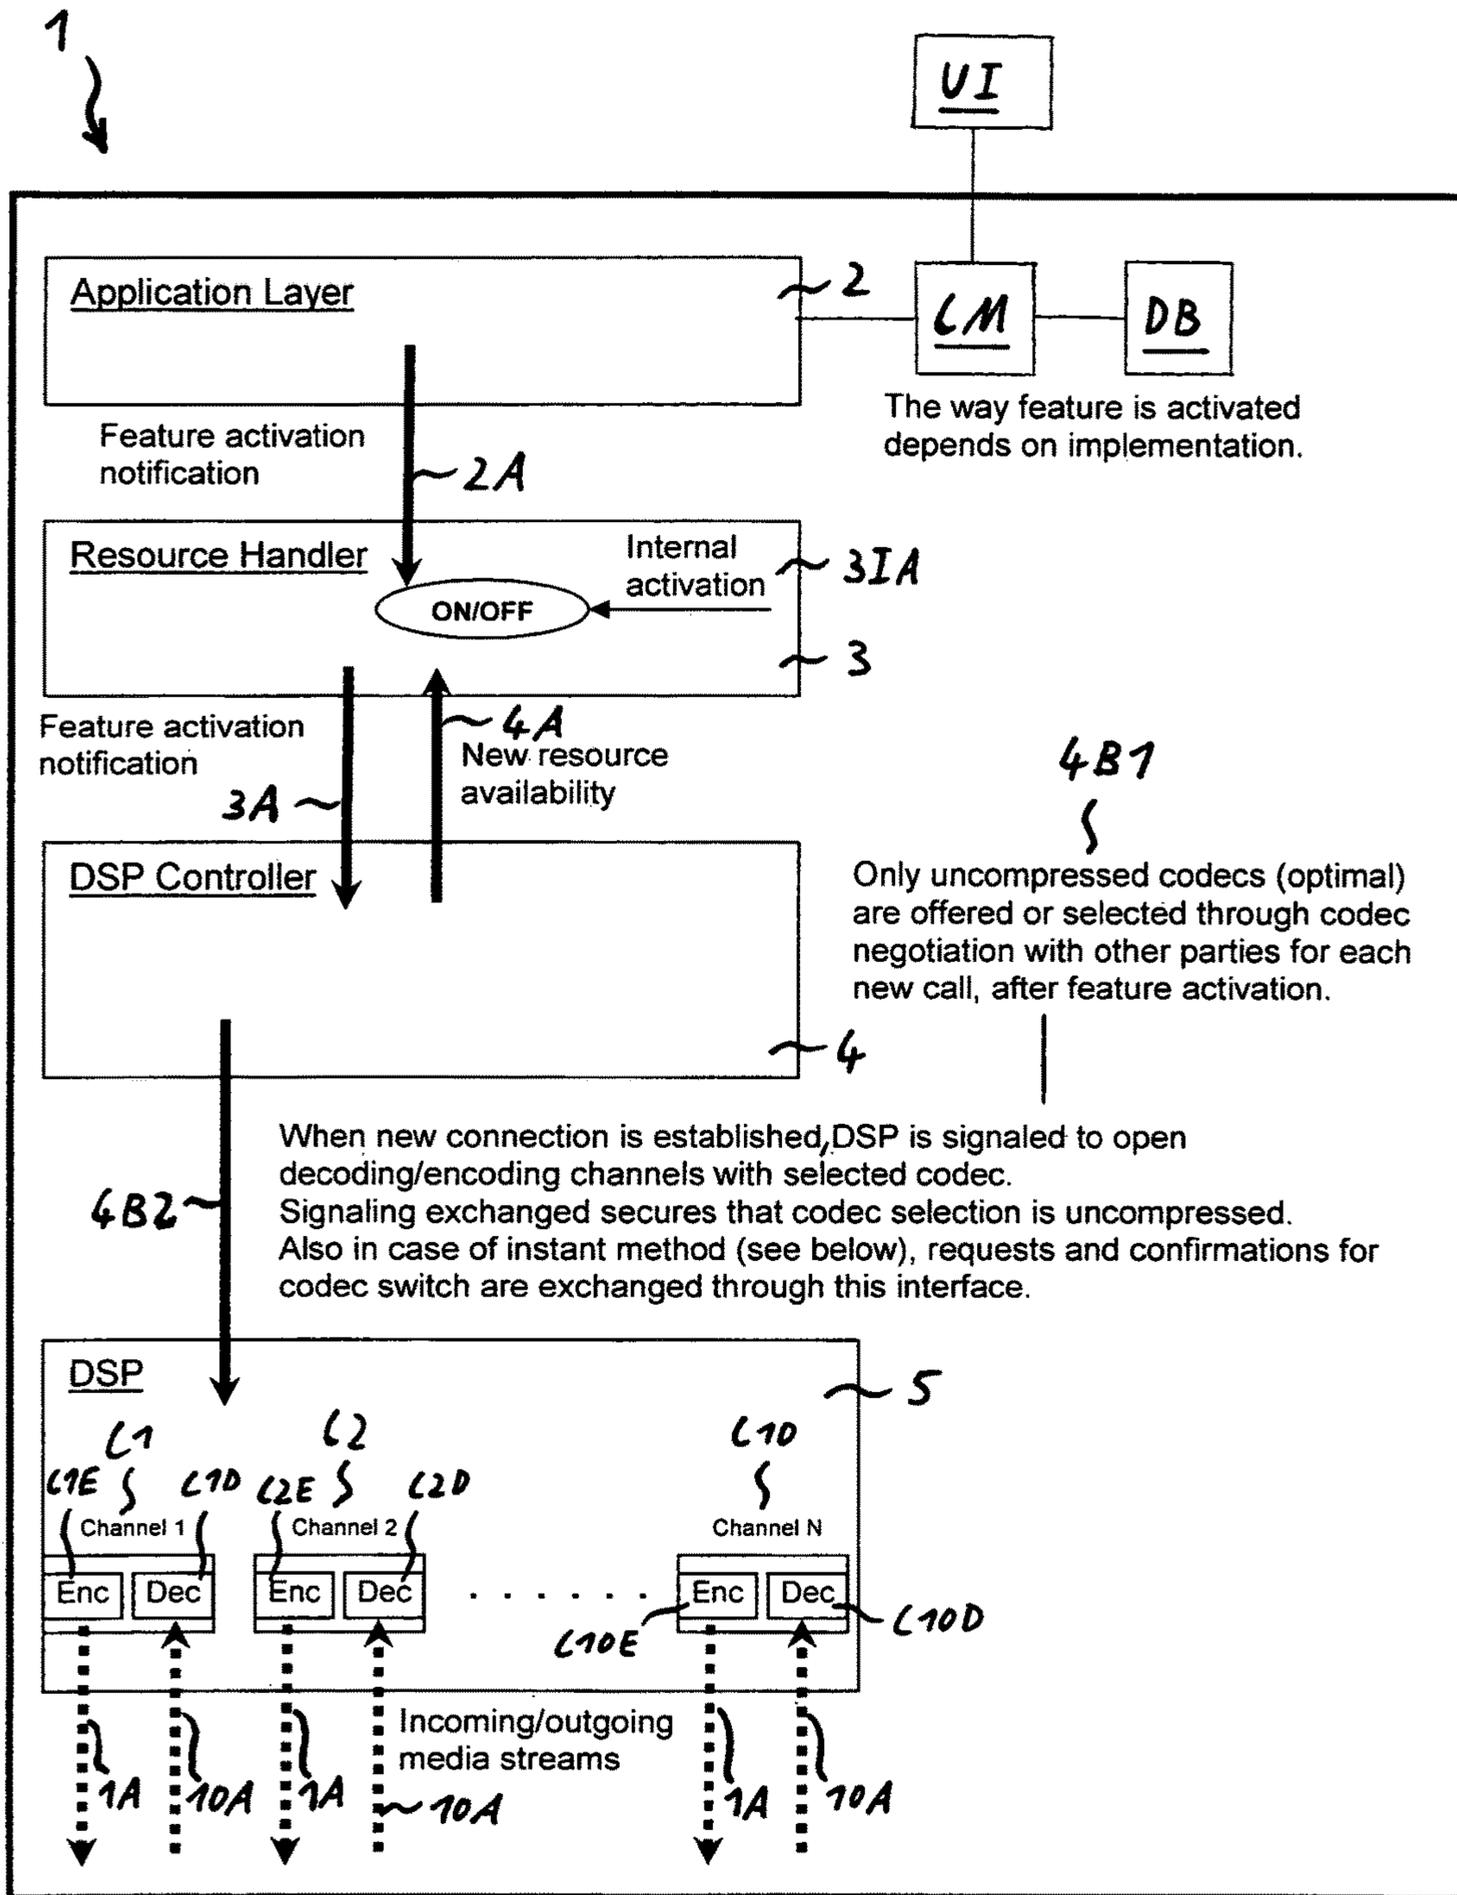 1
UI
Application Layer
2
CM
DB
The way feature is activated
depends on implementation.
Feature activation
notification
2A
Resource Handler
Internal
activation
3IA
ON/OFF
3
Feature activation
notification
4A
New resource
availability
3A
4B1
DSP Controller
Only uncompressed codecs (optimal)
are offered or selected through codec
negotiation with other parties for each
new call, after feature activation.
4
When new connection is established, DSP is signaled to open
decoding/encoding channels with selected codec.
Signaling exchanged secures that codec selection is uncompressed.
Also in case of instant method (see below), requests and confirmations for
codec switch are exchanged through this interface.
4B2
DSP
5
C1
C2
C10
C1E
C1D
C2E
C2D
Channel 1
Channel 2
Channel N
Enc
Dec
Enc
Dec
. . . . . .
Enc
Dec
C10E
C10D
Incoming/outgoing
media streams
1A
10A
1A
10A
1A
10A